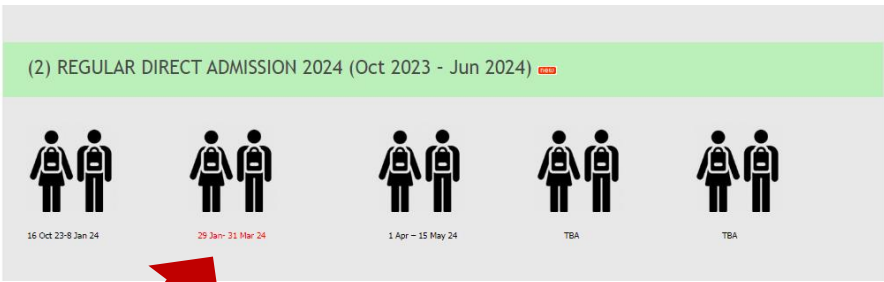 (2) REGULAR DIRECT ADMISSION 2024 (Oct 2023 - Jun 2024) new
16 Oct 23-8 Jan 24
29 Jan- 31 Mar 24
1 Apr – 15 May 24
TBA
TBA